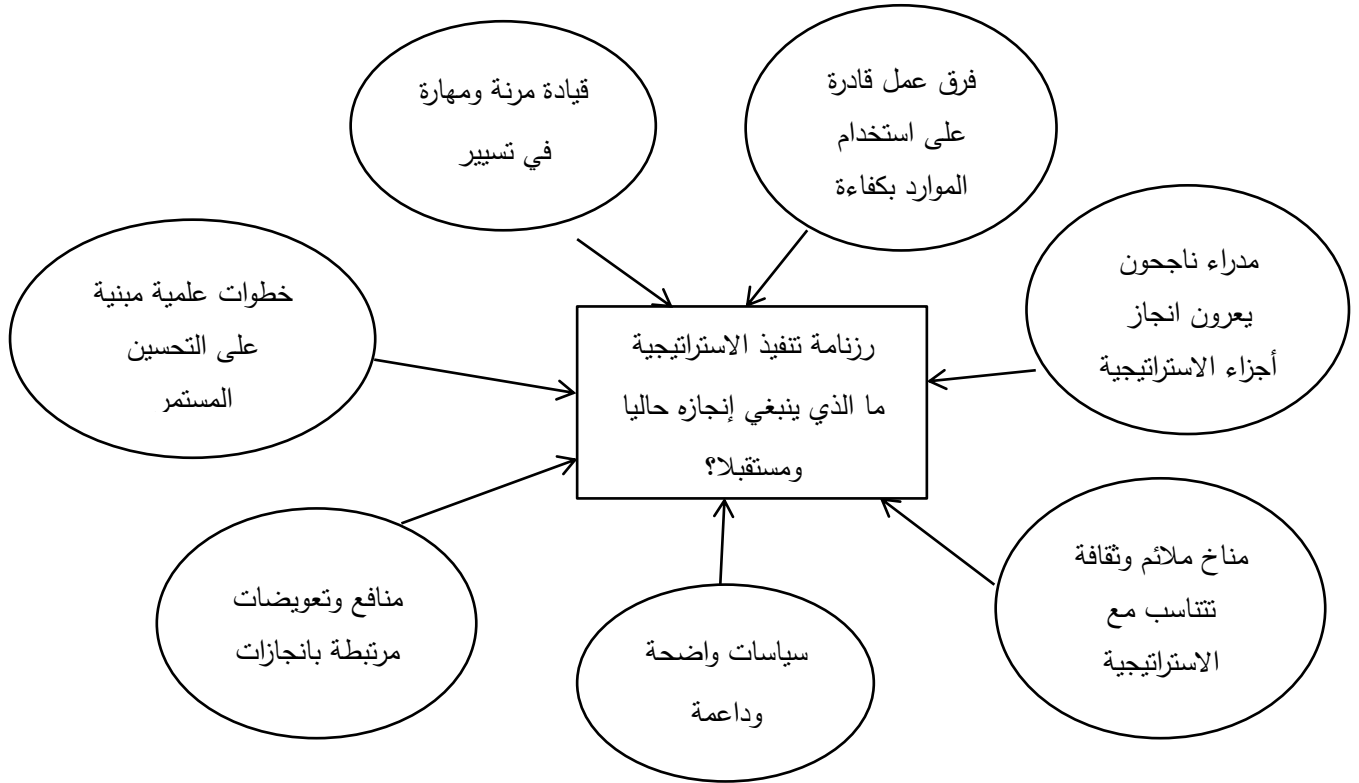 فرق عمل قادرة
على استخدام
الموارد بكفاءة
قيادة مرنة ومهارة
في تسيير
مدراء ناجحون
يعرون انجاز
أجزاء الاستراتيجية
خطوات علمية مبنية
على التحسين
المستمر
رزنامة تنفيذ الاستراتيجية
ما الذي ينبغي إنجازه حاليا
ومستقبلا؟
مناخ ملائم وثقافة
تتناسب مع
الاستراتيجية
سياسات واضحة
وداعمة
منافع وتعويضات
مرتبطة بانجازات